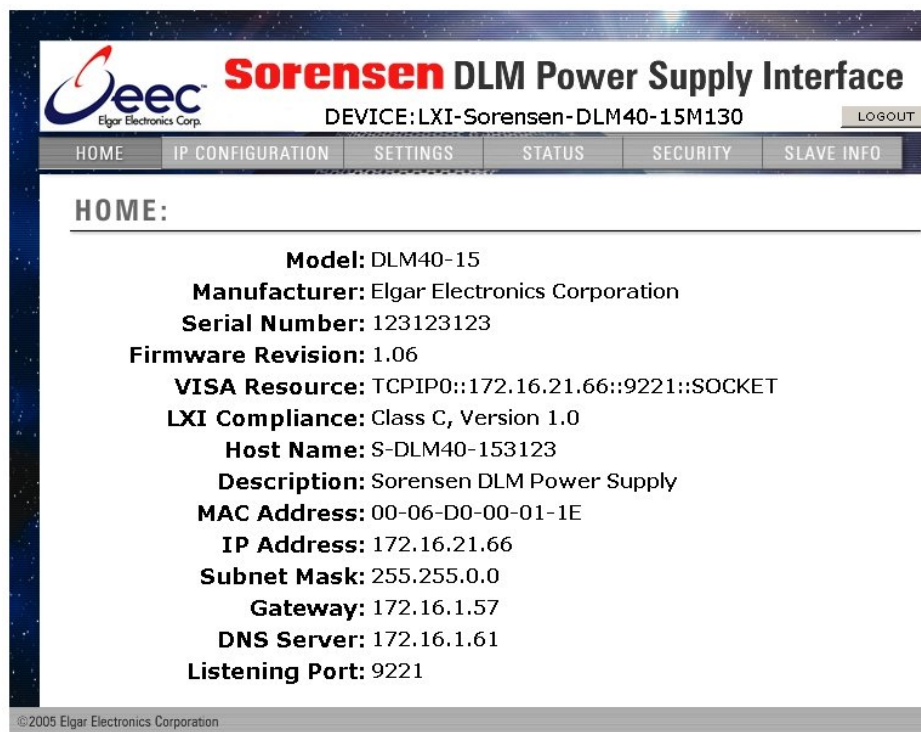 eec™ Sorensen DLM Power Supply Interface
Elgar Electronics Corp.
DEVICE:LXI-Sorensen-DLM40-15M130
LOGOUT
HOME IP CONFIGURATION SETTINGS STATUS SECURITY SLAVE INFO
HOME:
Model: DLM40-15
Manufacturer: Elgar Electronics Corporation
Serial Number: 123123123
Firmware Revision: 1.06
VISA Resource: TCPIP0::172.16.21.66::9221::SOCKET
LXI Compliance: Class C, Version 1.0
Host Name: S-DLM40-153123
Description: Sorensen DLM Power Supply
MAC Address: 00-06-D0-00-01-1E
IP Address: 172.16.21.66
Subnet Mask: 255.255.0.0
Gateway: 172.16.1.57
DNS Server: 172.16.1.61
Listening Port: 9221
©2005 Elgar Electronics Corporation